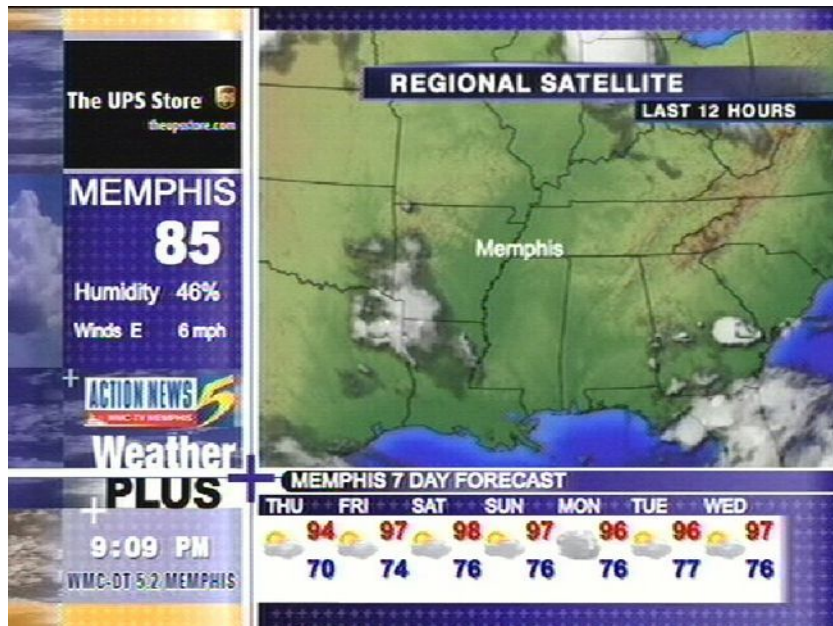 The UPS Store
theupsstore.com
REGIONAL SATELLITE
LAST 12 HOURS
MEMPHIS
85
Humidity 46%
Winds E 6 mph
Memphis
ACTION NEWS 5
WMC-TV MEMPHIS
Weather
PLUS
9:09 PM
WMC-DT 5.2 MEMPHIS
MEMPHIS 7 DAY FORECAST
THU FRI SAT SUN MON TUE WED
94 97 98 97 96 96 97
70 74 76 76 76 77 76